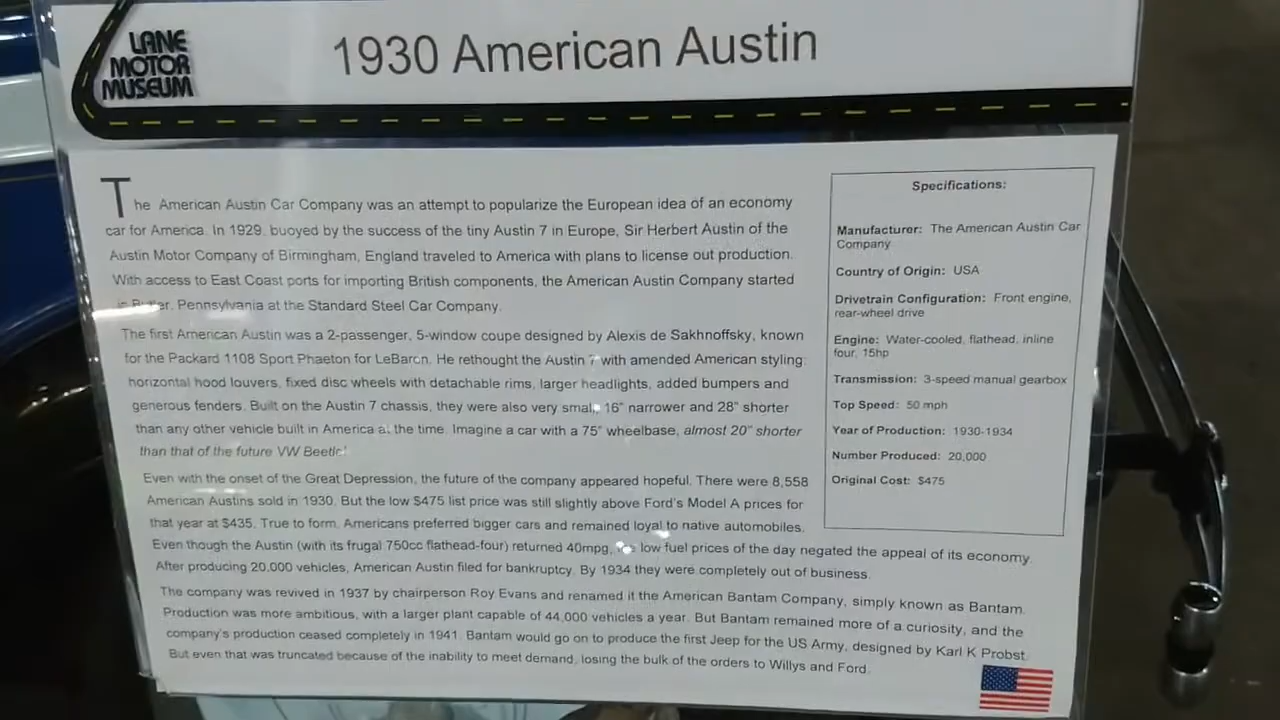 LANE
MOTOR
MUSEUM
1930 American Austin
The American Austin Car Company was an attempt to popularize the European idea of an economy
car for America. In 1929, buoyed by the success of the tiny Austin 7 in Europe, Sir Herbert Austin of the
Austin Motor Company of Birmingham, England traveled to America with plans to license out production.
With access to East Coast ports for importing British components, the American Austin Company started
in Butler, Pennsylvania at the Standard Steel Car Company.
The first American Austin was a 2-passenger, 5-window coupe designed by Alexis de Sakhnoffsky, known
for the Packard 1108 Sport Phaeton for LeBaron. He rethought the Austin 7 with amended American styling:
horizontal hood louvers, fixed disc wheels with detachable rims, larger headlights, added bumpers and
generous fenders. Built on the Austin 7 chassis, they were also very small, 16" narrower and 28" shorter
than any other vehicle built in America at the time. Imagine a car with a 75" wheelbase, almost 20" shorter
than that of the future VW Beetle!
Even with the onset of the Great Depression, the future of the company appeared hopeful. There were 8,558
American Austins sold in 1930. But the low $475 list price was still slightly above Ford's Model A prices for
that year at $435. True to form, Americans preferred bigger cars and remained loyal to native automobiles.
Even though the Austin (with its frugal 750cc flathead-four) returned 40mpg, low fuel prices of the day negated the appeal of its economy.
After producing 20,000 vehicles, American Austin filed for bankruptcy. By 1934 they were completely out of business.
The company was revived in 1937 by chairperson Roy Evans and renamed it the American Bantam Company, simply known as Bantam.
Production was more ambitious, with a larger plant capable of 44,000 vehicles a year. But Bantam remained more of a curiosity, and the
company's production ceased completely in 1941. Bantam would go on to produce the first Jeep for the US Army, designed by Karl K Probst.
But even that was truncated because of the inability to meet demand, losing the bulk of the orders to Willys and Ford.
Specifications:
Manufacturer: The American Austin Car
Company
Country of Origin: USA
Drivetrain Configuration: Front engine,
rear-wheel drive
Engine: Water-cooled, flathead, inline
four, 15hp
Transmission: 3-speed manual gearbox
Top Speed: 50 mph
Year of Production: 1930-1934
Number Produced: 20,000
Original Cost: $475